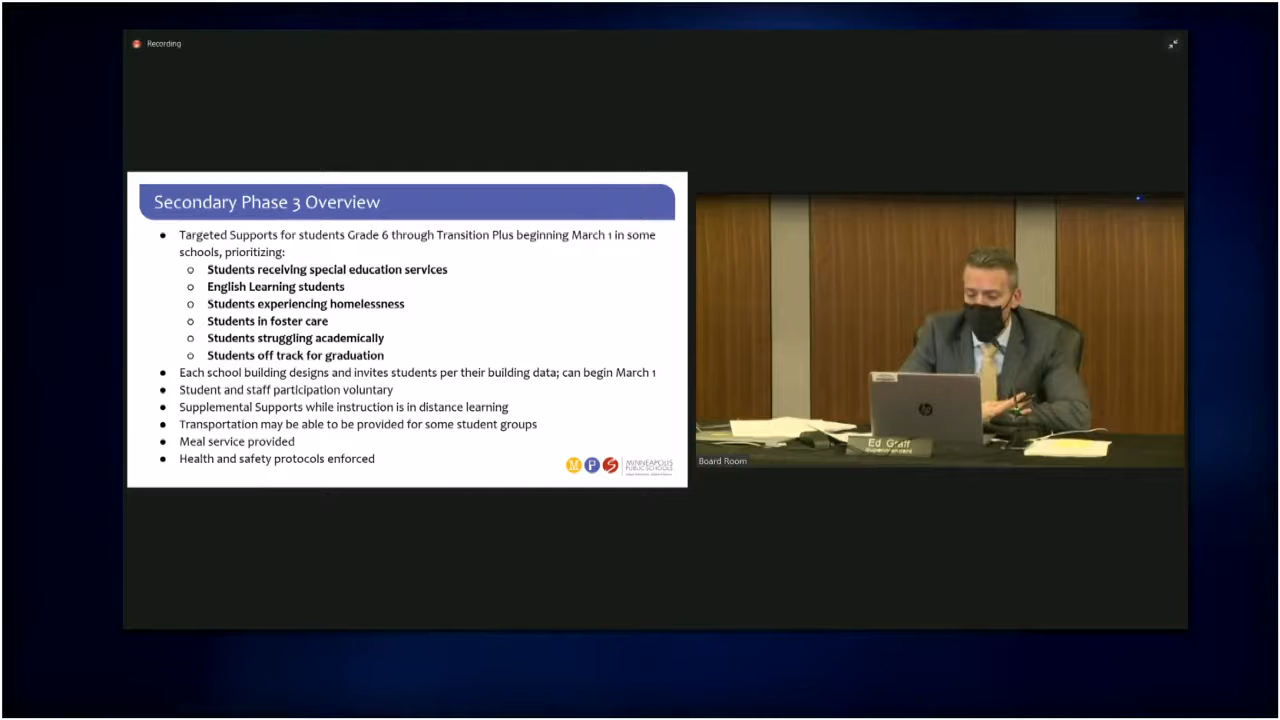 Recording
Secondary Phase 3 Overview
● Targeted Supports for students Grade 6 through Transition Plus beginning March 1 in some
schools, prioritizing:
○ Students receiving special education services
○ English Learning students
○ Students experiencing homelessness
○ Students in foster care
○ Students struggling academically
○ Students off track for graduation
● Each school building designs and invites students per their building data; can begin March 1
● Student and staff participation voluntary
● Supplemental Supports while instruction is in distance learning
● Transportation may be able to be provided for some student groups
● Meal service provided
● Health and safety protocols enforced
M P S
MINNEAPOLIS
PUBLIC SCHOOLS
hp
Ed Graff
Superintendent
Board Room